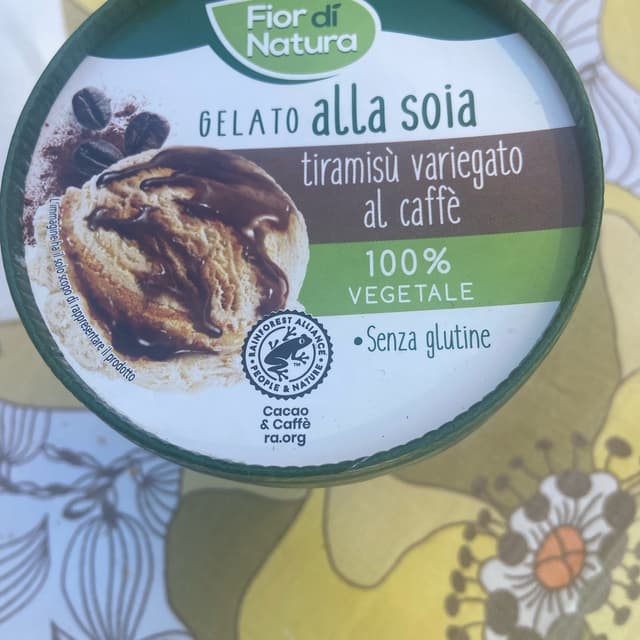 Fior di
Natura
GELATO alla soia
tiramisù variegato
al caffè
100%
VEGETALE
• Senza glutine
L'immagine ha il solo scopo di rappresentare il prodotto
RAINFOREST ALLIANCE
PEOPLE & NATURE
Cacao
& Caffè
ra.org